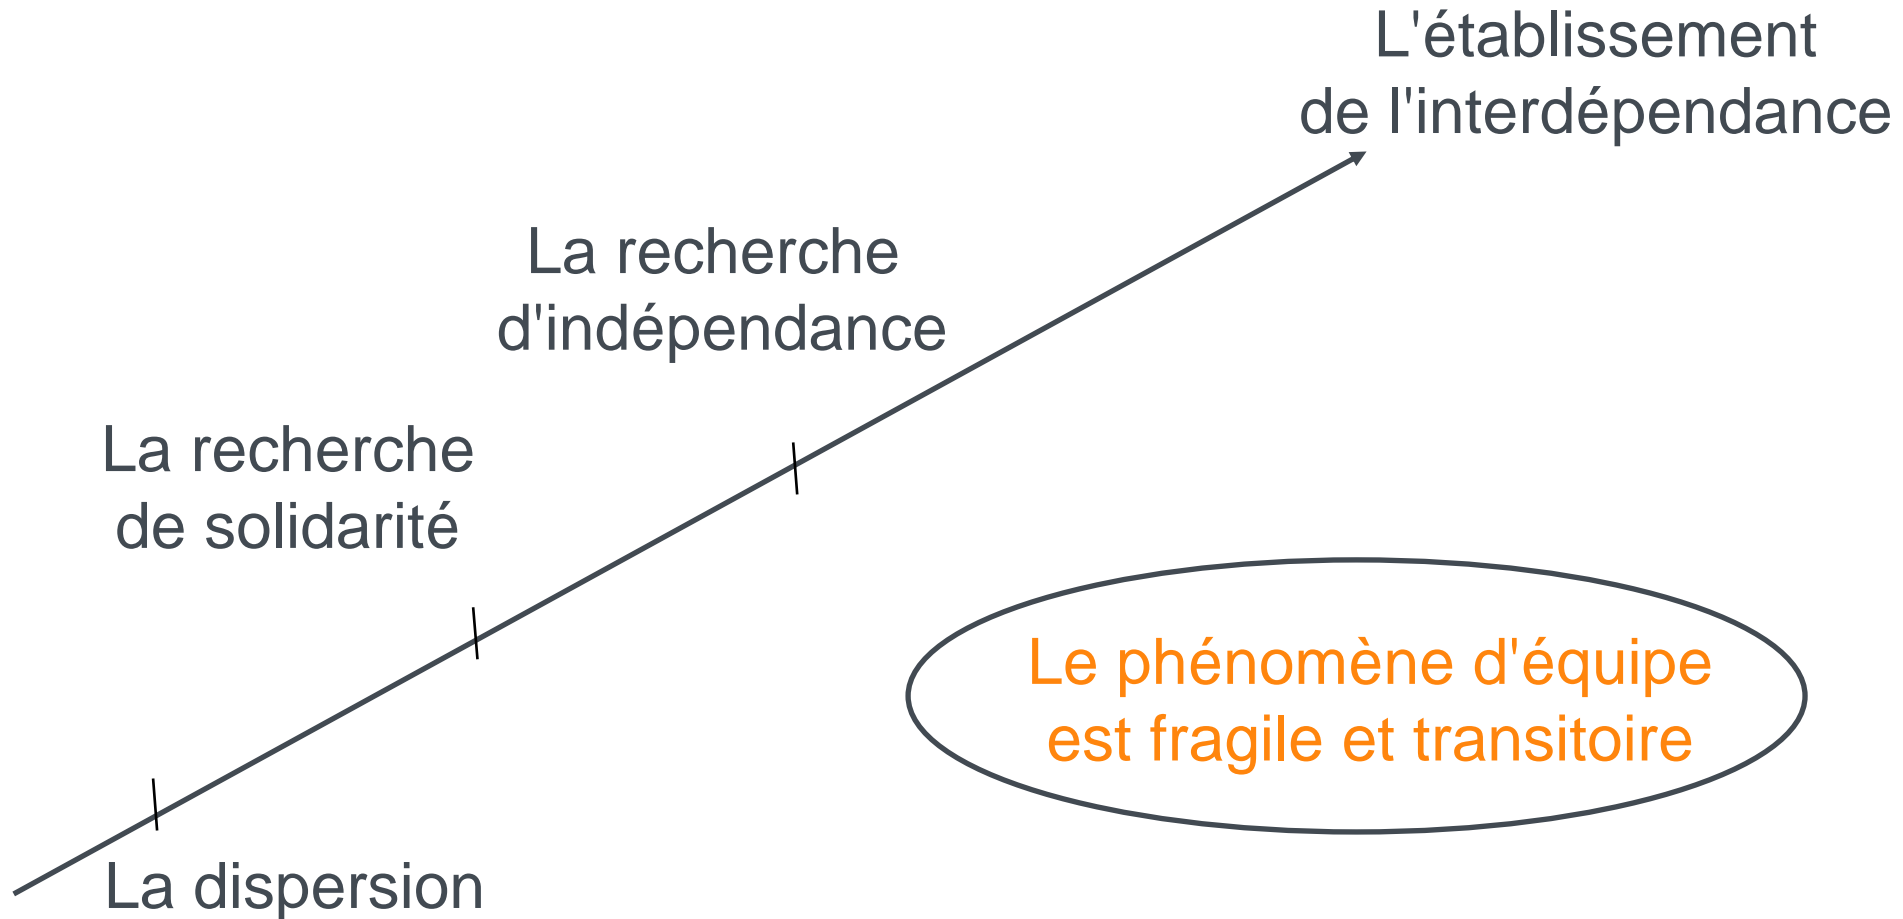 L'établissement
de l'interdépendance
La recherche
d'indépendance
La recherche
de solidarité
Le phénomène d'équipe
est fragile et transitoire
La dispersion